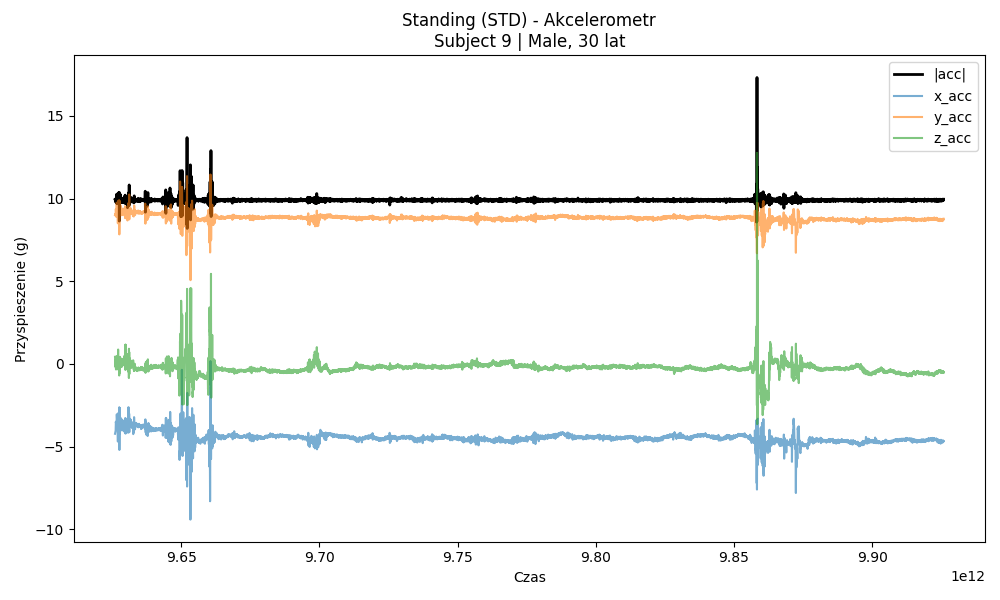 Standing (STD) - Akcelerometr
Subject 9 | Male, 30 lat
|acc|
x_acc
y_acc
z_acc
Przyspieszenie (g)
15
10
5
0
−5
−10
9.65
9.70
9.75
9.80
9.85
9.90
1e12
Czas